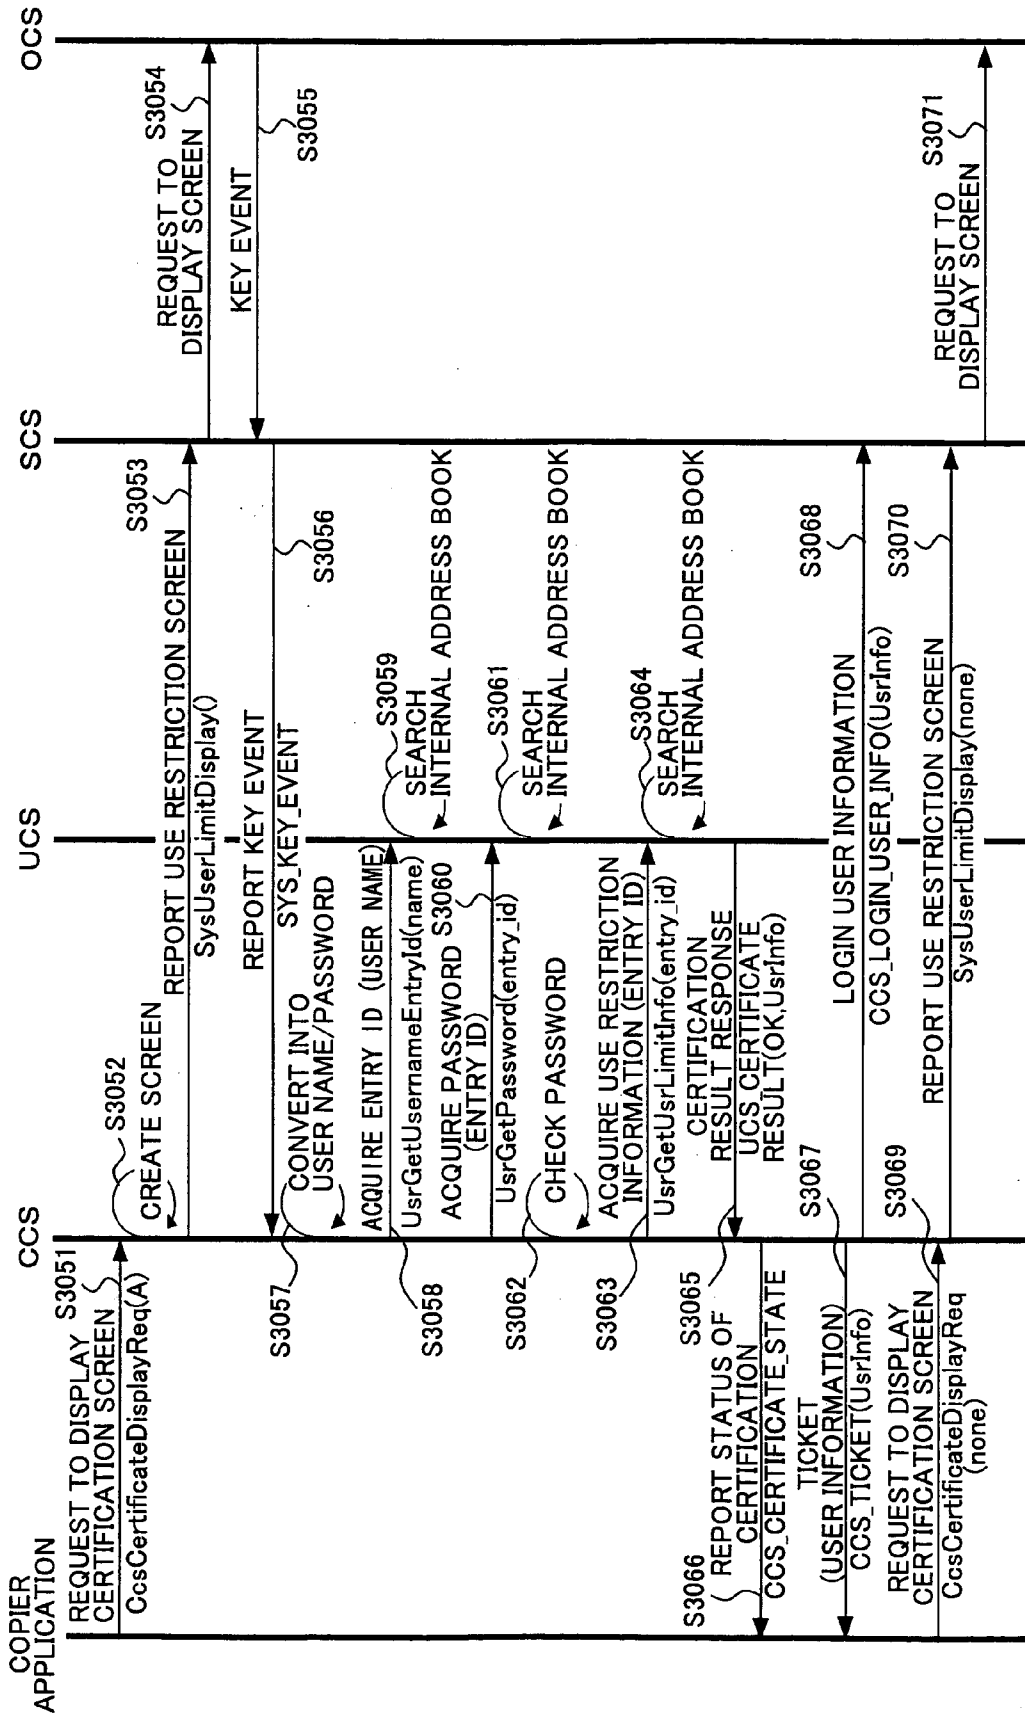 COPIER
APPLICATION
CCS
UCS
SCS
OCS
REQUEST TO DISPLAY
CERTIFICATION SCREEN
S3051
CcsCertificateDisplayReq(A)
S3052
CREATE SCREEN
REPORT USE RESTRICTION SCREEN
S3053
SysUserLimitDisplay()
REQUEST TO
DISPLAY SCREEN
S3054
KEY EVENT
S3055
REPORT KEY EVENT
SYS_KEY_EVENT
S3056
CONVERT INTO
USER NAME/PASSWORD
S3057
ACQUIRE ENTRY ID (USER NAME)
UsrGetUsernameEntryId(name)
S3058
S3059
SEARCH
INTERNAL ADDRESS BOOK
ACQUIRE PASSWORD
(ENTRY ID)
S3060
UsrGetPassword(entry_id)
S3061
SEARCH
INTERNAL ADDRESS BOOK
CHECK PASSWORD
S3062
ACQUIRE USE RESTRICTION
INFORMATION (ENTRY ID)
UsrGetUsrLimitInfo(entry_id)
S3063
S3064
SEARCH
INTERNAL ADDRESS BOOK
CERTIFICATION
RESULT RESPONSE
UCS_CERTIFICATE
RESULT(OK,UsrInfo)
S3065
S3066
REPORT STATUS OF
CERTIFICATION
CCS_CERTIFICATE_STATE
TICKET
(USER INFORMATION)
CCS_TICKET(UsrInfo)
S3067
LOGIN USER INFORMATION
CCS_LOGIN_USER_INFO(UsrInfo)
S3068
REQUEST TO DISPLAY
CERTIFICATION SCREEN
CcsCertificateDisplayReq
(none)
S3069
REPORT USE RESTRICTION SCREEN
SysUserLimitDisplay(none)
S3070
REQUEST TO
DISPLAY SCREEN
S3071